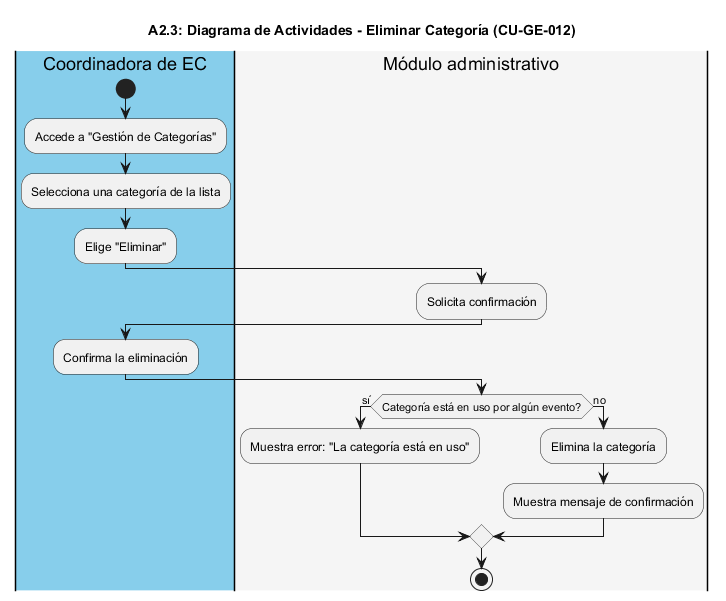 A2.3: Diagrama de Actividades - Eliminar Categoría (CU-GE-012)
Coordinadora de EC
Módulo administrativo
Accede a "Gestión de Categorías"
Selecciona una categoría de la lista
Elige "Eliminar"
Solicita confirmación
Confirma la eliminación
sí
Categoría está en uso por algún evento?
no
Muestra error: "La categoría está en uso"
Elimina la categoría
Muestra mensaje de confirmación